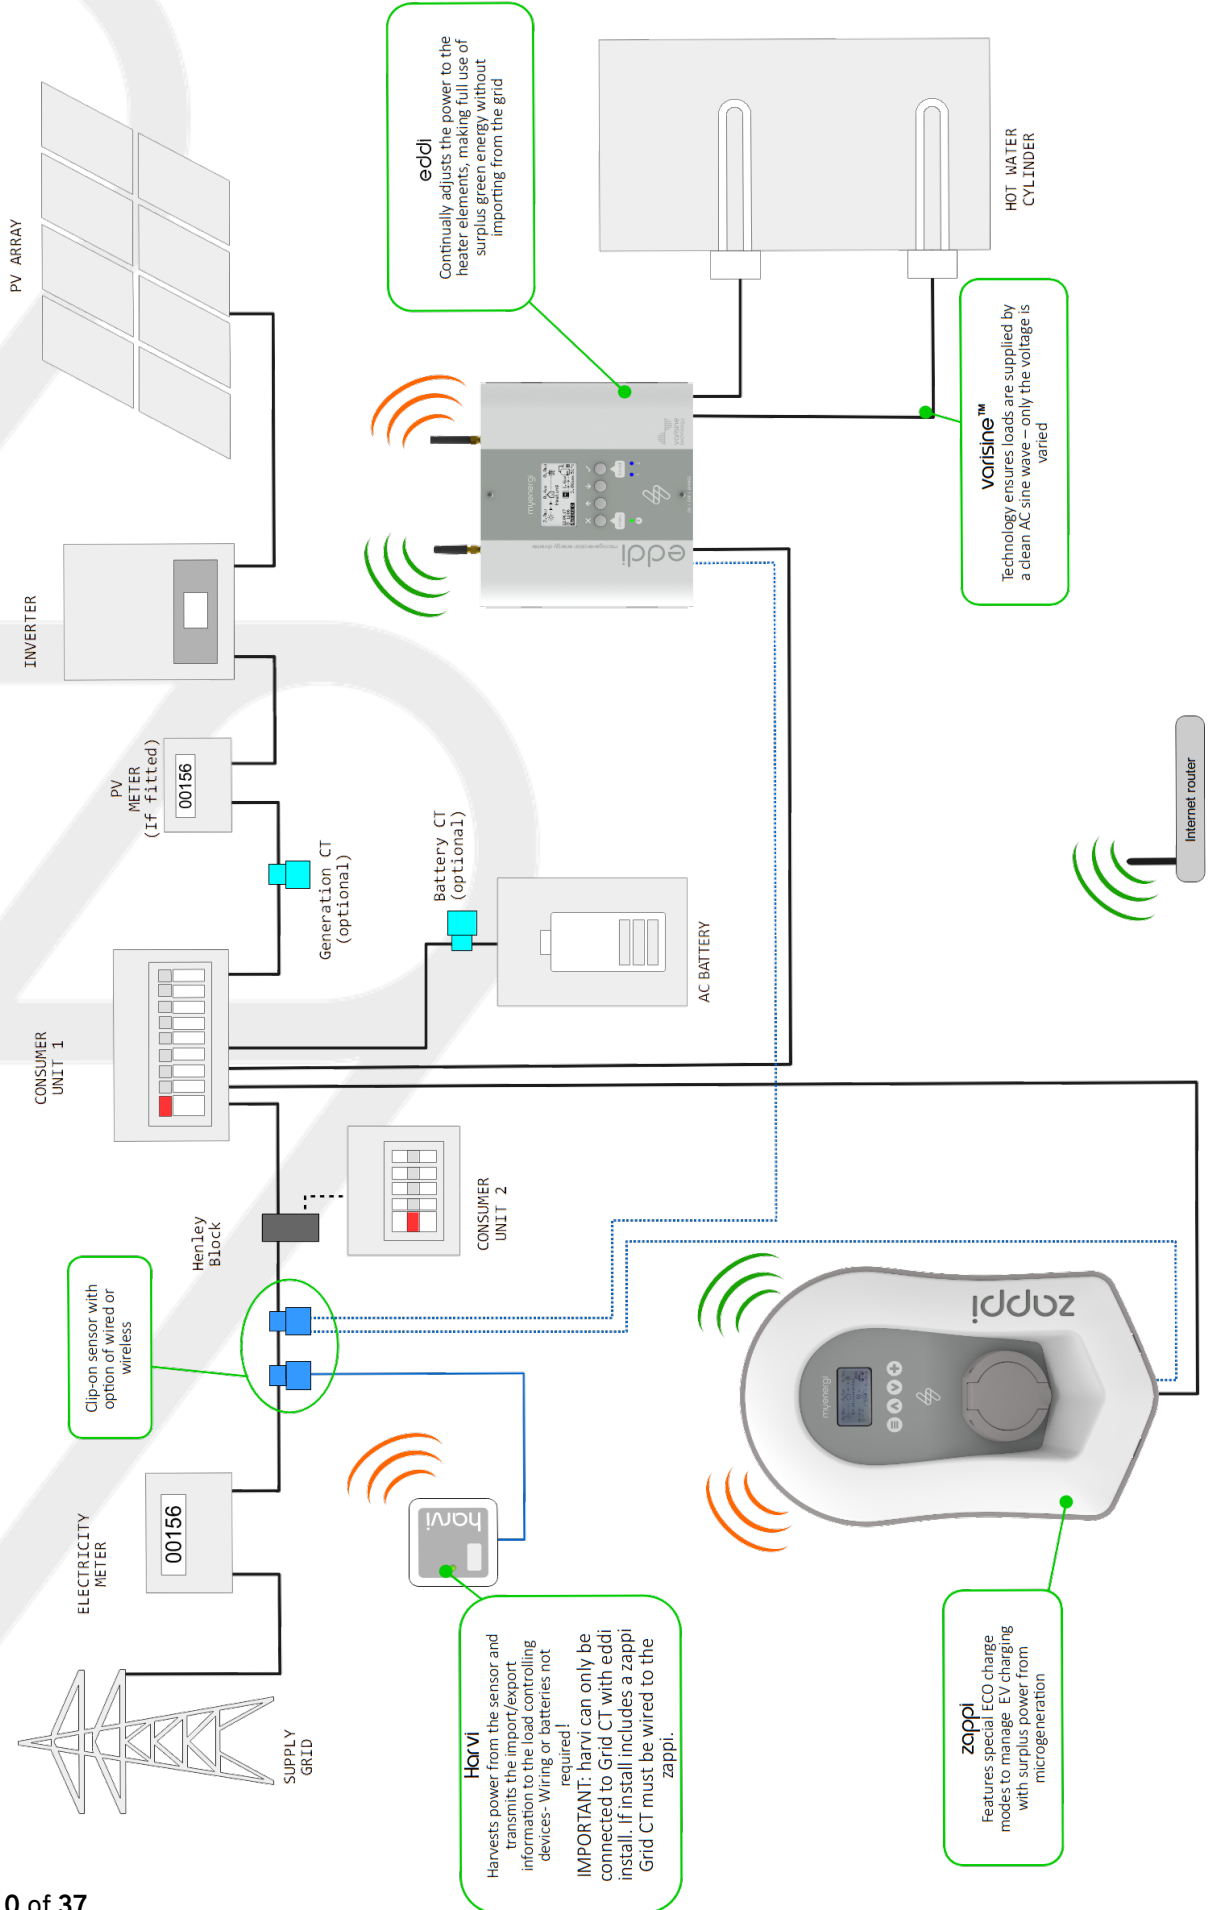 PV ARRAY
INVERTER
PV
METER
(If fitted)
00156
Generation CT
(optional)
CONSUMER
UNIT 1
Battery CT
(optional)
AC BATTERY
Henley
Block
CONSUMER
UNIT 2
Clip-on sensor with
option of wired or
wireless
ELECTRICITY
METER
00156
SUPPLY
GRID
harvi
Harvi
Harvests power from the sensor and
transmits the import/export
information to the load controlling
devices- Wiring or batteries not
required!
IMPORTANT: harvi can only be
connected to Grid CT with eddi
install. If install includes a zappi
Grid CT must be wired to the
zappi.
eddi
Continually adjusts the power to the
heater elements, making full use of
surplus green energy without
importing from the grid
HOT WATER
CYLINDER
myenergi
eddi
microgeneration energy diverter
varisine
technology
varisine™
Technology ensures loads are supplied by
a clean AC sine wave – only the voltage is
varied
Internet router
zappi
myenergi
zappi
Features special ECO charge
modes to manage EV charging
with surplus power from
microgeneration
0 of 37